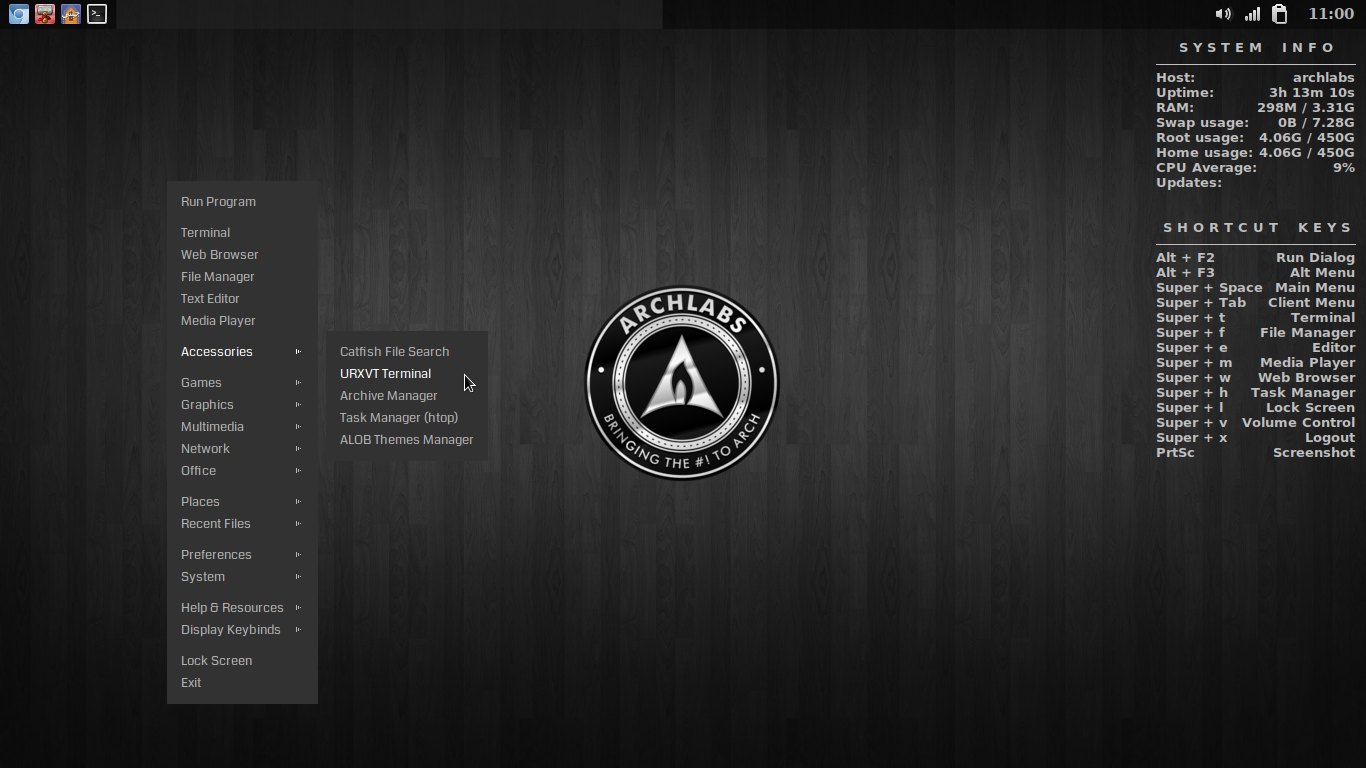 11:00
SYSTEM INFO
Host: archlabs
Uptime: 3h 13m 10s
RAM: 298M / 3.31G
Swap usage: 0B / 7.28G
Root usage: 4.06G / 450G
Home usage: 4.06G / 450G
CPU Average: 9%
Updates:
SHORTCUT KEYS
Alt + F2 Run Dialog
Alt + F3 Alt Menu
Super + Space Main Menu
Super + Tab Client Menu
Super + t Terminal
Super + f File Manager
Super + e Editor
Super + m Media Player
Super + w Web Browser
Super + h Task Manager
Super + l Lock Screen
Super + v Volume Control
Super + x Logout
PrtSc Screenshot
Run Program
Terminal
Web Browser
File Manager
Text Editor
Media Player
Accessories
Games
Graphics
Multimedia
Network
Office
Places
Recent Files
Preferences
System
Help & Resources
Display Keybinds
Lock Screen
Exit
Catfish File Search
URXVT Terminal
Archive Manager
Task Manager (htop)
ALOB Themes Manager
ARCHLABS
BRINGING THE #! TO ARCH